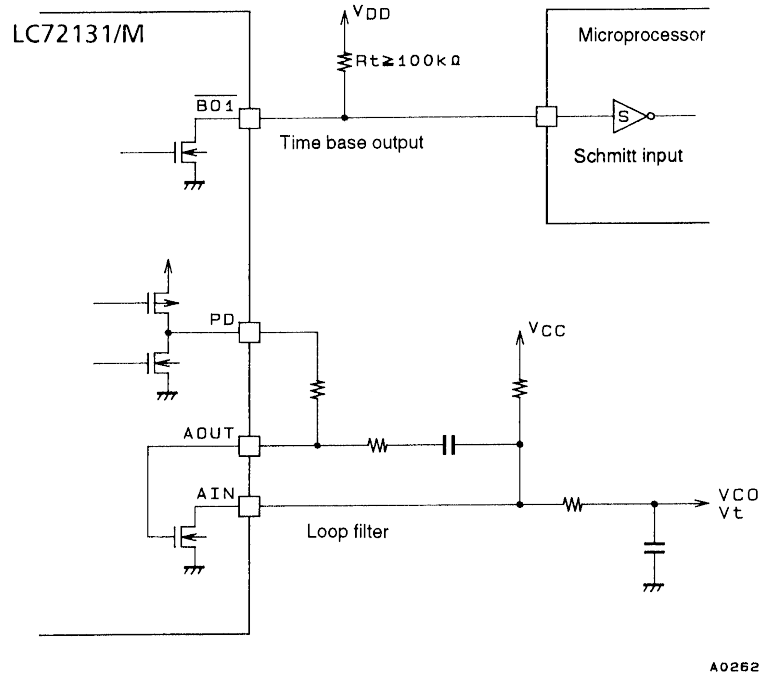 LC72131/M
VDD
Rt≧100kΩ
Microprocessor
BO1
S
Time base output
Schmitt input
PD
VCC
AOUT
AIN
VCO
Vt
Loop filter
A0262